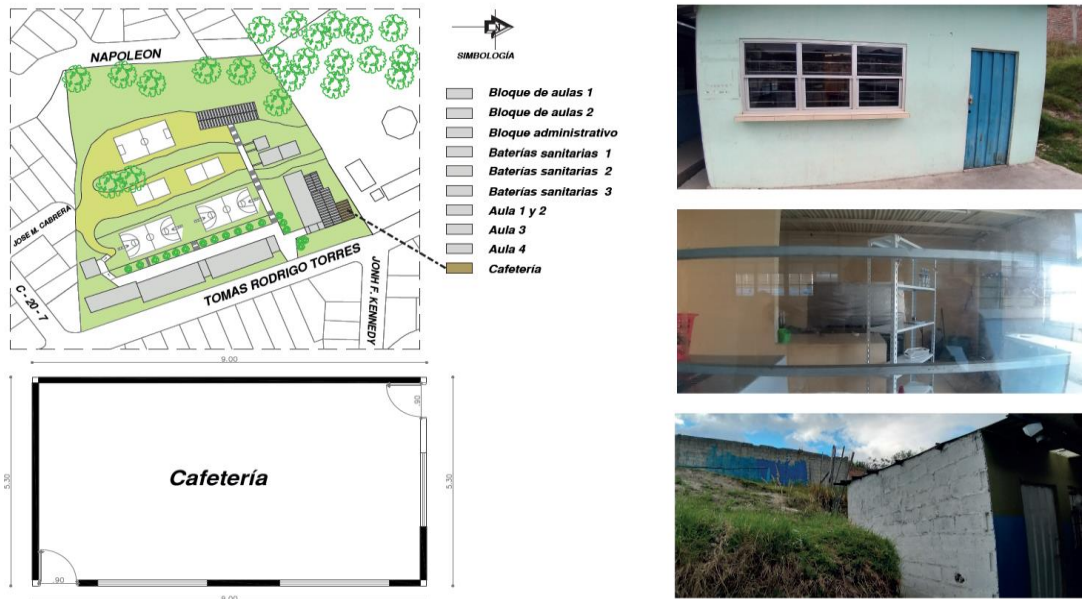 NAPOLEON
JOSE M. CABRERA
C - 20 - 7
TOMAS RODRIGO TORRES
JONH F. KENNEDY
N
SIMBOLOGÍA
Bloque de aulas 1
Bloque de aulas 2
Bloque administrativo
Baterías sanitarias 1
Baterías sanitarias 2
Baterías sanitarias 3
Aula 1 y 2
Aula 3
Aula 4
Cafetería
9.00
5.30
.90
Cafetería
5.30
.90
9.00